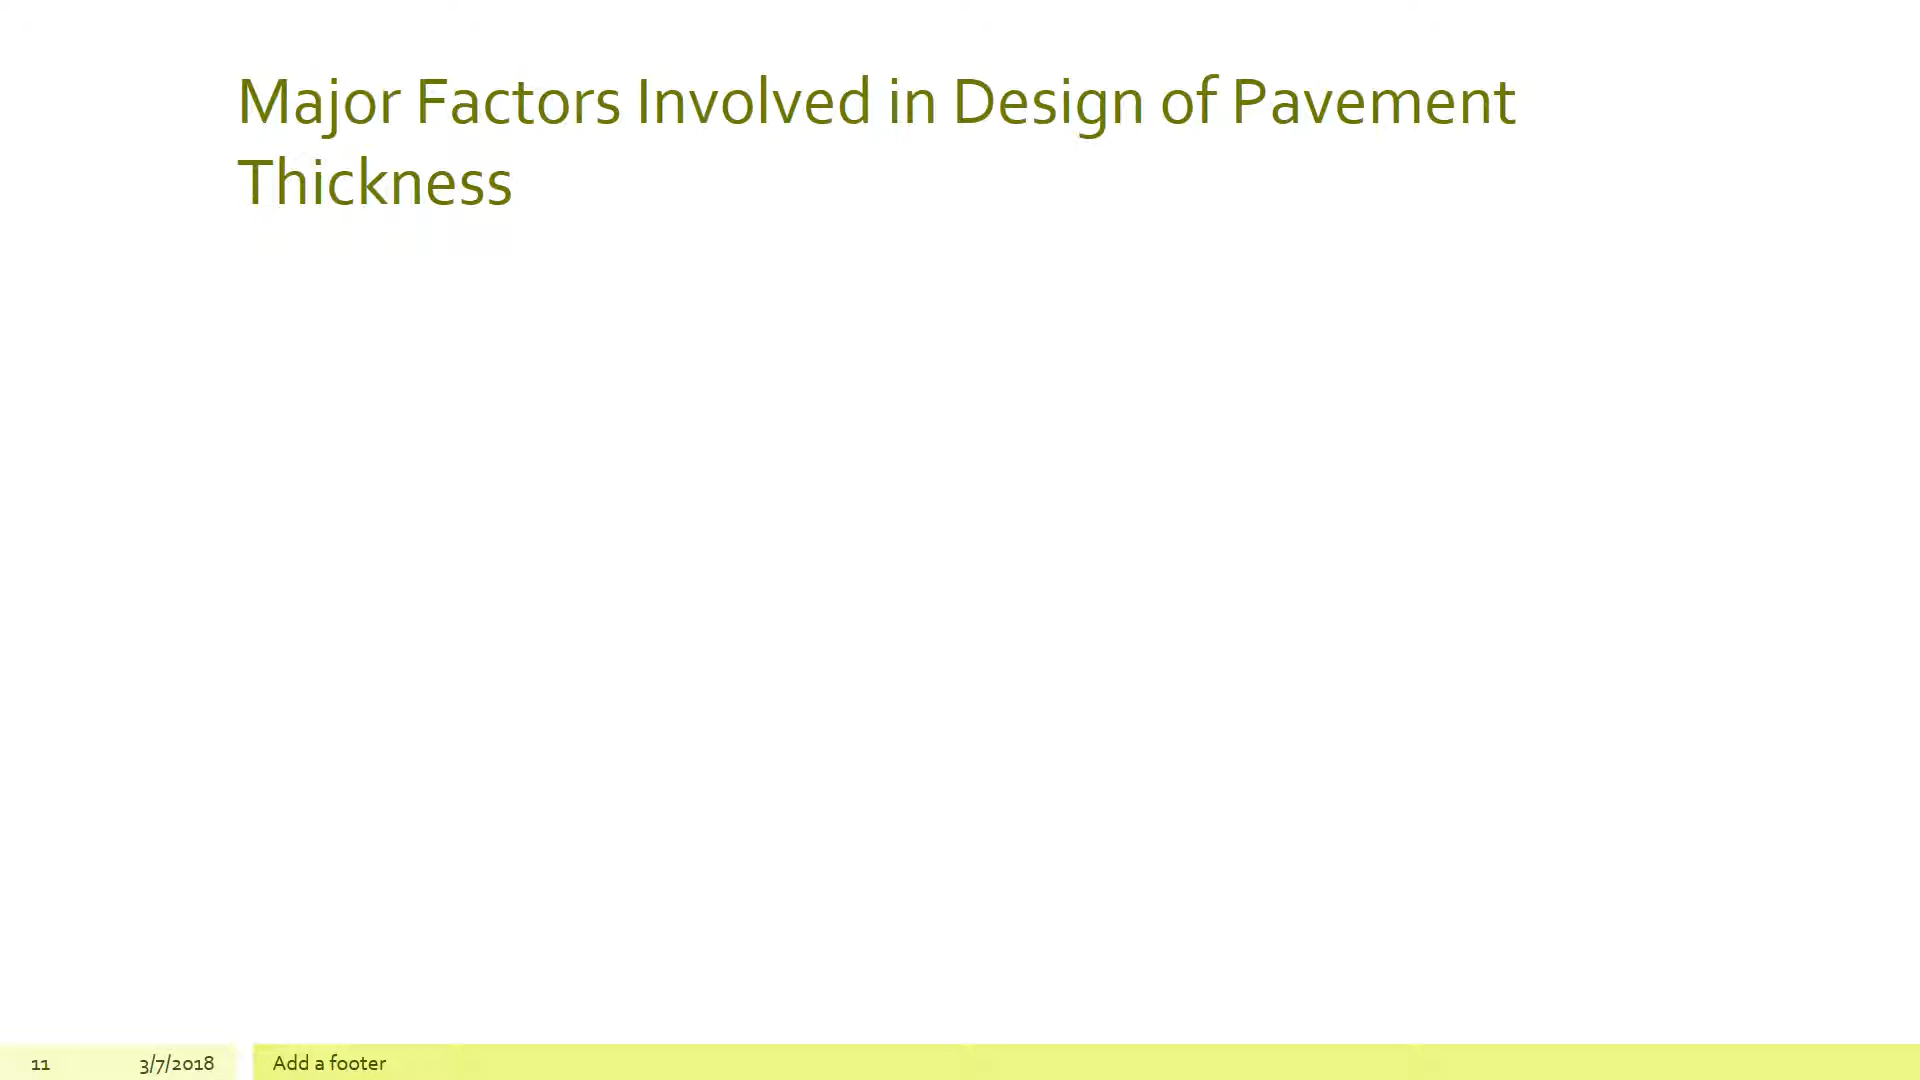 Major Factors Involved in Design of Pavement
Thickness
11
3/7/2018
Add a footer